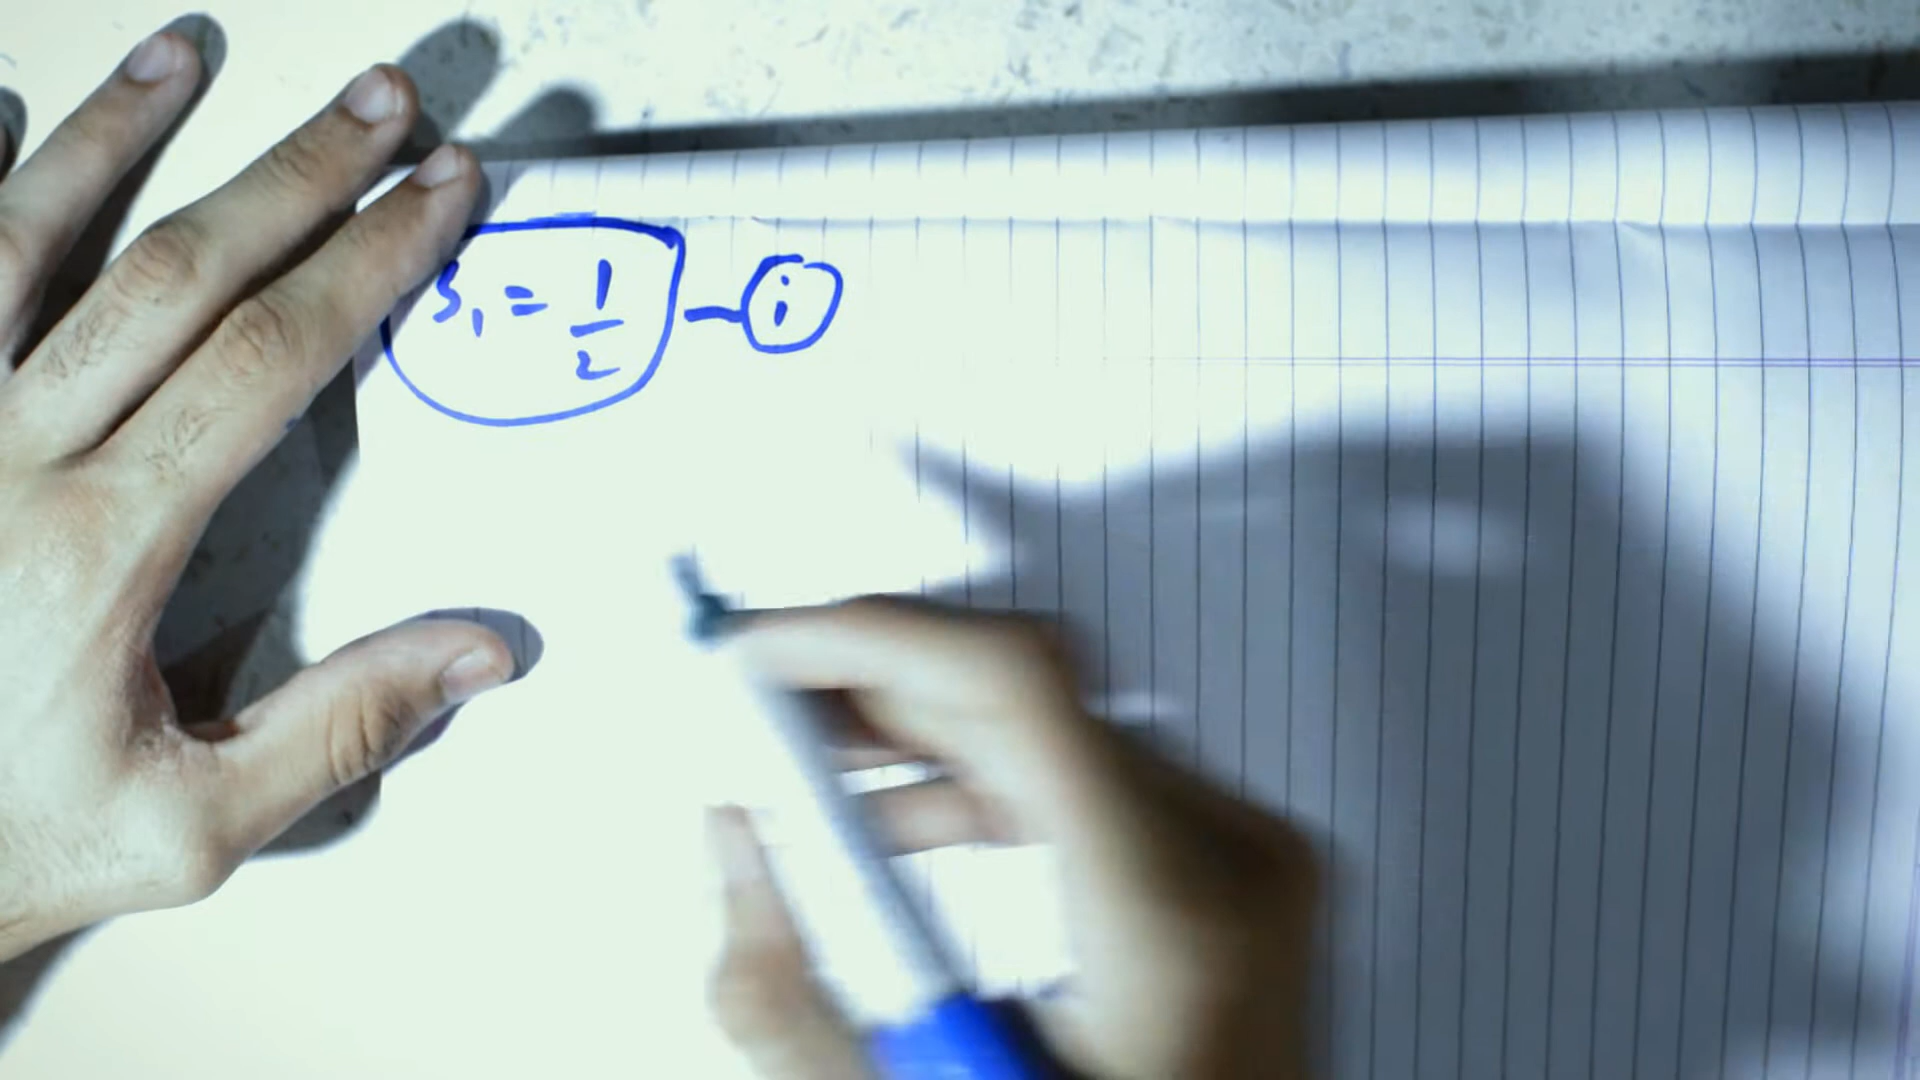 S₁ = 1/2 - (i)